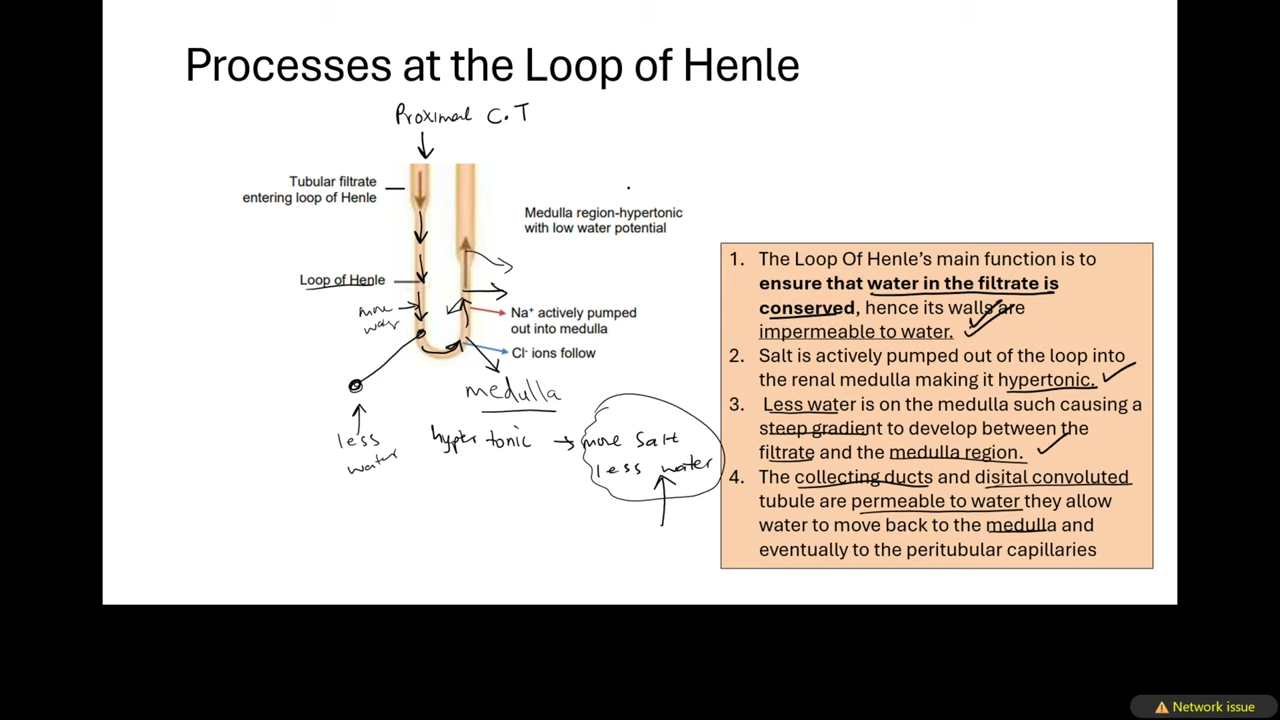 Processes at the Loop of Henle
Proximal C.T
Tubular filtrate
entering loop of Henle
Medulla region-hypertonic
with low water potential
Loop of Henle
more
water
Na⁺ actively pumped
out into medulla
Cl⁻ ions follow
medulla
less
water
hypertonic → more salt
less water
1. The Loop Of Henle's main function is to
ensure that water in the filtrate is
conserved, hence its walls are
impermeable to water.
2. Salt is actively pumped out of the loop into
the renal medulla making it hypertonic.
3. Less water is on the medulla such causing a
steep gradient to develop between the
filtrate and the medulla region.
4. The collecting ducts and disital convoluted
tubule are permeable to water they allow
water to move back to the medulla and
eventually to the peritubular capillaries
Network issue